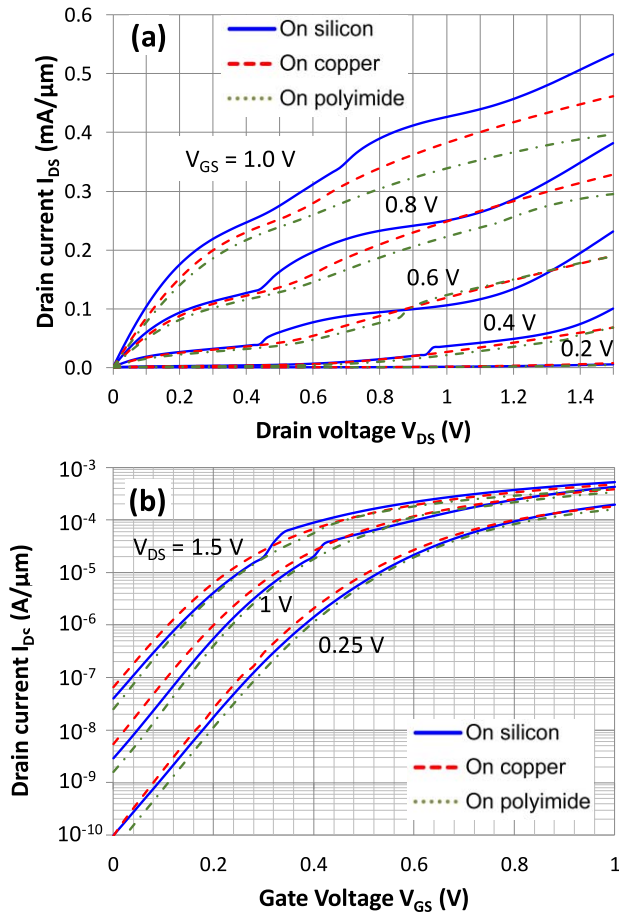 (a)
On silicon
On copper
On polyimide
V_GS = 1.0 V
0.8 V
0.6 V
0.4 V
0.2 V
0.6
0.5
0.4
0.3
0.2
0.1
0.0
Drain current I_DS (mA/μm)
0 0.2 0.4 0.6 0.8 1 1.2 1.4
Drain voltage V_DS (V)
(b)
V_DS = 1.5 V
1 V
0.25 V
On silicon
On copper
On polyimide
10⁻³
10⁻⁴
10⁻⁵
10⁻⁶
10⁻⁷
10⁻⁸
10⁻⁹
10⁻¹⁰
Drain current I_DS (A/μm)
0 0.2 0.4 0.6 0.8 1
Gate Voltage V_GS (V)